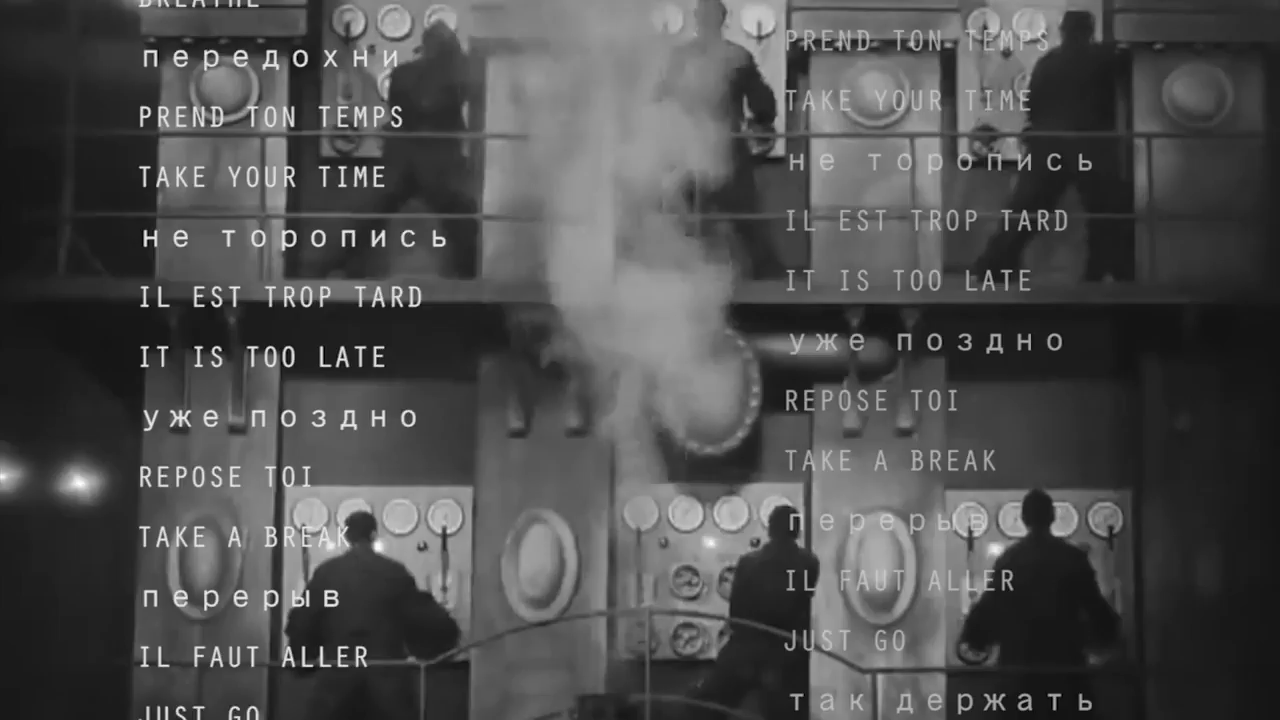 BREATHE
передохни
PREND TON TEMPS
TAKE YOUR TIME
не торопись
IL EST TROP TARD
IT IS TOO LATE
уже поздно
REPOSE TOI
TAKE A BREAK
перерыв
IL FAUT ALLER
JUST GO
PREND TON TEMPS
TAKE YOUR TIME
не торопись
IL EST TROP TARD
IT IS TOO LATE
уже поздно
REPOSE TOI
TAKE A BREAK
перерыв
IL FAUT ALLER
JUST GO
так держать